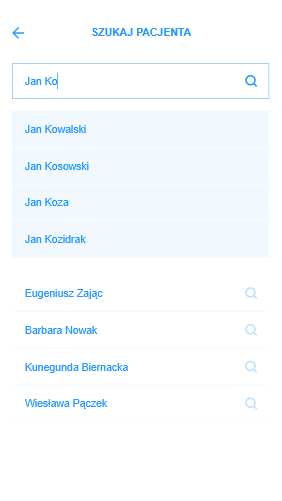 SZUKAJ PACJENTA
Jan Ko
Jan Kowalski
Jan Kosowski
Jan Koza
Jan Kozidrak
Eugeniusz Zając
Barbara Nowak
Kunegunda Biernacka
Wiesława Pączek